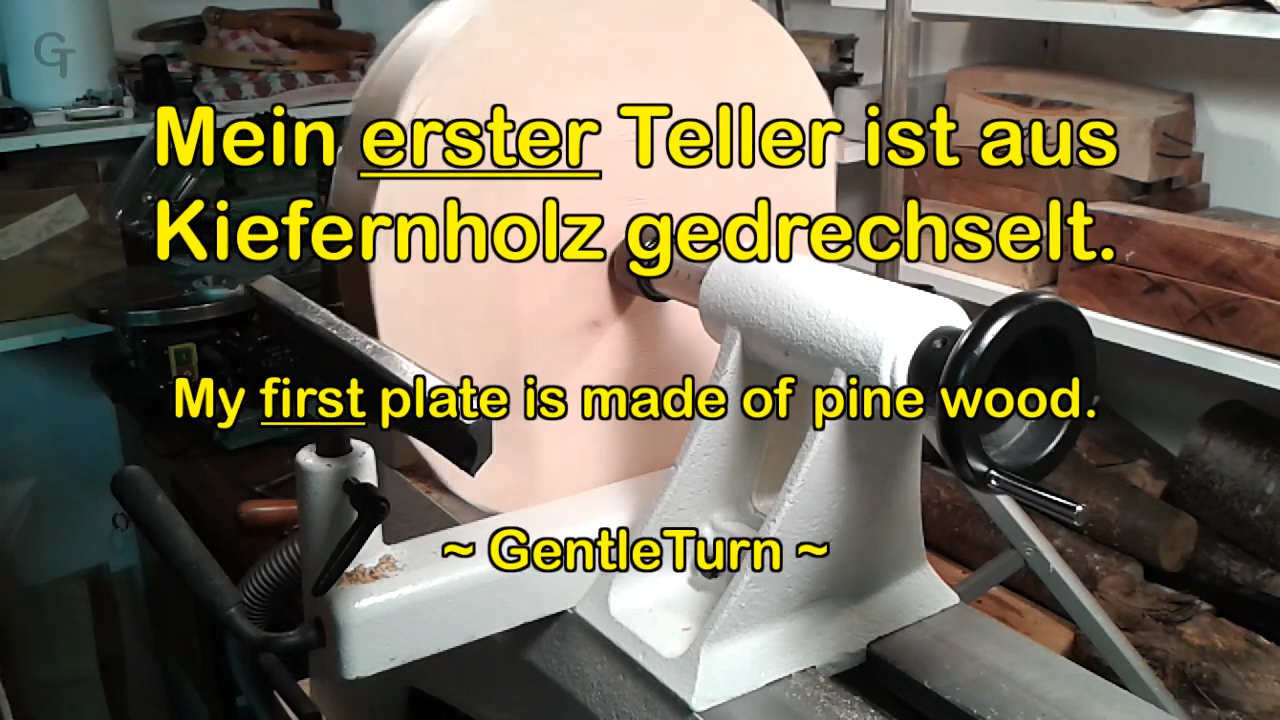 GT
Mein erster Teller ist aus
Kiefernholz gedrechselt.
My first plate is made of pine wood.
~ GentleTurn ~